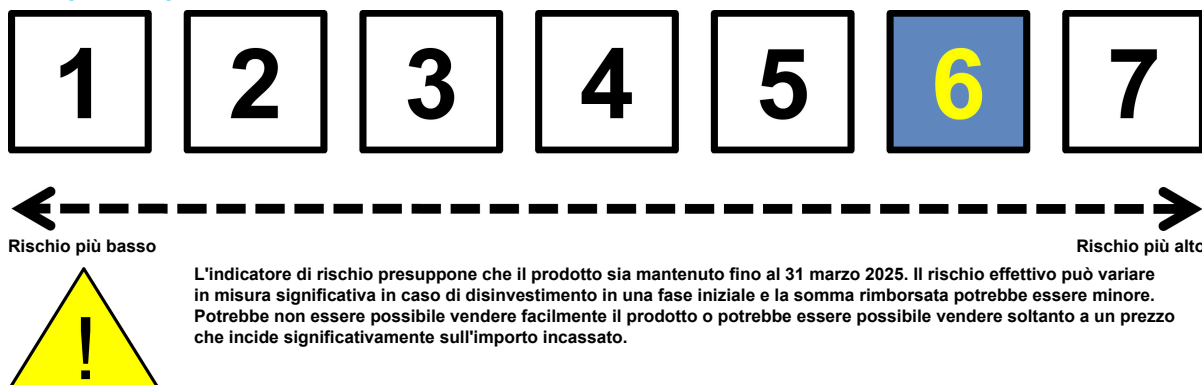 1 2 3 4 5 6 7
Rischio più basso Rischio più alto
L'indicatore di rischio presuppone che il prodotto sia mantenuto fino al 31 marzo 2025. Il rischio effettivo può variare
in misura significativa in caso di disinvestimento in una fase iniziale e la somma rimborsata potrebbe essere minore.
Potrebbe non essere possibile vendere facilmente il prodotto o potrebbe essere possibile vendere soltanto a un prezzo
che incide significativamente sull'importo incassato.
!